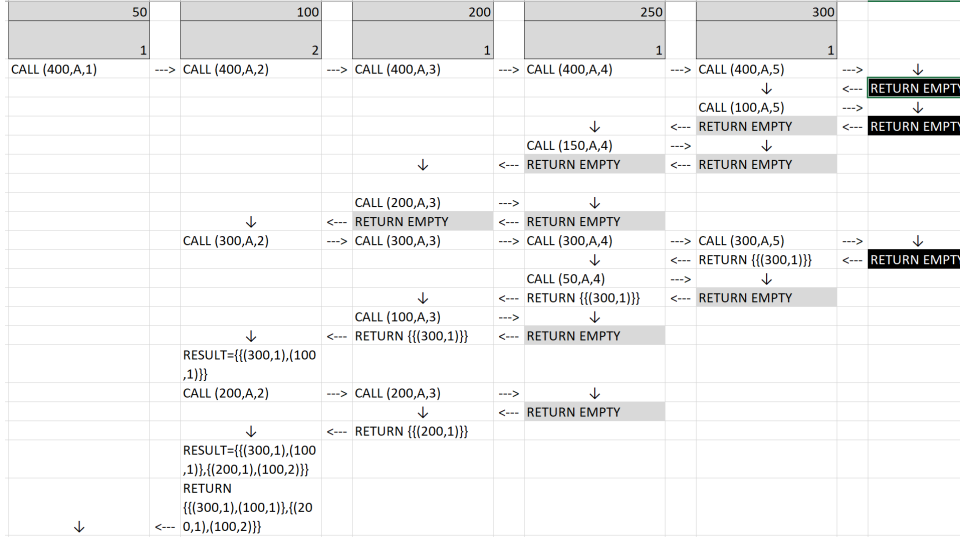 50 100 200 250 300
1 2 1 1 1
CALL (400,A,1) ---> CALL (400,A,2) ---> CALL (400,A,3) ---> CALL (400,A,4) ---> CALL (400,A,5) ---> ↓
↓ <--- RETURN EMPTY
CALL (100,A,5) ---> ↓
↓ <--- RETURN EMPTY <--- RETURN EMPTY
CALL (150,A,4) ---> ↓
↓ <--- RETURN EMPTY <--- RETURN EMPTY
CALL (200,A,3) ---> ↓
↓ <--- RETURN EMPTY <--- RETURN EMPTY
CALL (300,A,2) ---> CALL (300,A,3) ---> CALL (300,A,4) ---> CALL (300,A,5) ---> ↓
↓ <--- RETURN {{(300,1)}} <--- RETURN EMPTY
CALL (50,A,4) ---> ↓
↓ <--- RETURN {{(300,1)}} <--- RETURN EMPTY
CALL (100,A,3) ---> ↓
↓ <--- RETURN {{(300,1)}} <--- RETURN EMPTY
RESULT={{(300,1),(100
,1)}}
CALL (200,A,2) ---> CALL (200,A,3) ---> ↓
↓ <--- RETURN EMPTY
↓ <--- RETURN {{(200,1)}}
RESULT={{(300,1),(100
,1)},{(200,1),(100,2)}}
RETURN
{{(300,1),(100,1)},{(20
↓ <--- 0,1),(100,2)}}